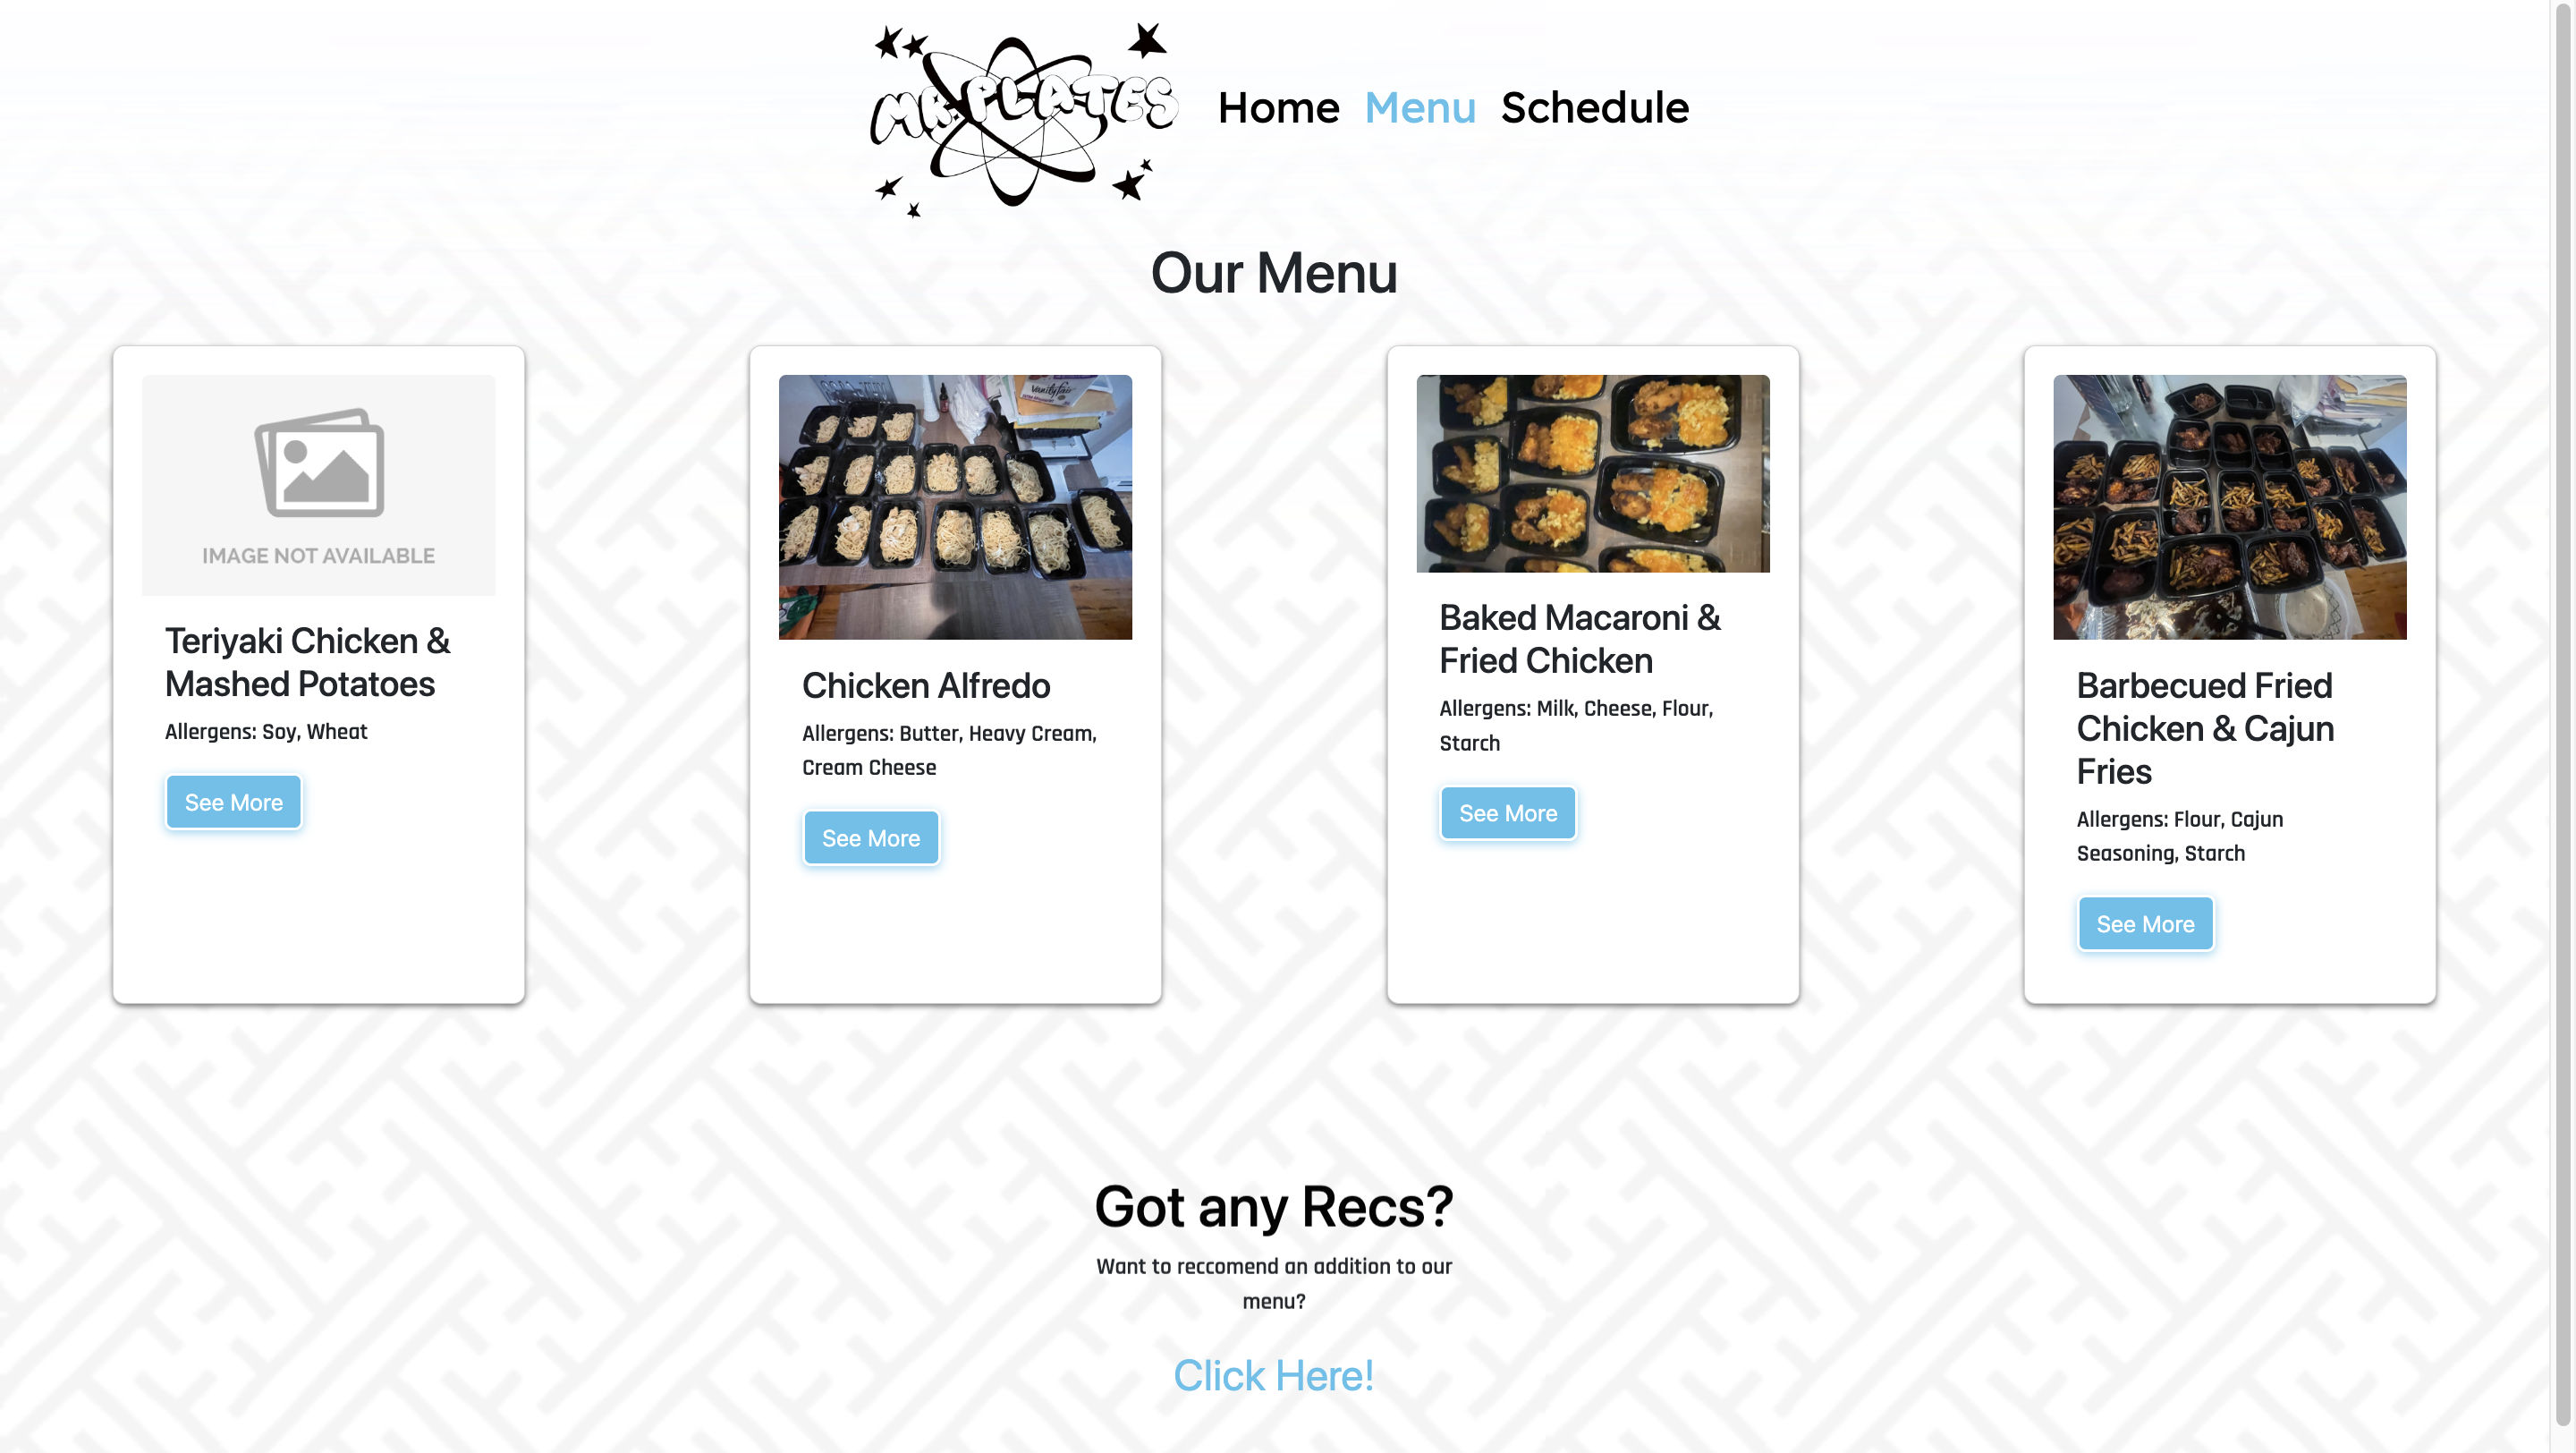 MR. PLATES
Home Menu Schedule
Our Menu
IMAGE NOT AVAILABLE
Teriyaki Chicken &
Mashed Potatoes
Allergens: Soy, Wheat
See More
Vanity fair
Chicken Alfredo
Allergens: Butter, Heavy Cream,
Cream Cheese
See More
Baked Macaroni &
Fried Chicken
Allergens: Milk, Cheese, Flour,
Starch
See More
Barbecued Fried
Chicken & Cajun
Fries
Allergens: Flour, Cajun
Seasoning, Starch
See More
Got any Recs?
Want to reccomend an addition to our
menu?
Click Here!